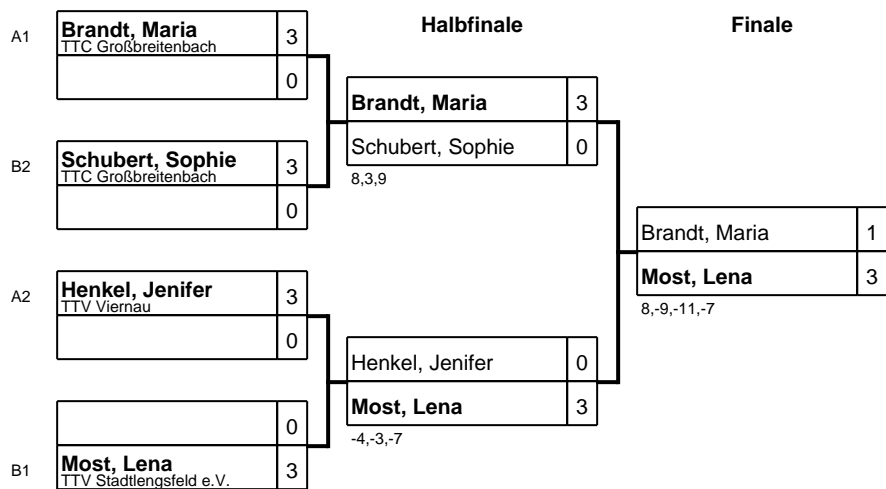 Halbfinale
Finale
A1
Brandt, Maria 3
TTC Großbreitenbach
0
B2
Schubert, Sophie 3
TTC Großbreitenbach
0
A2
Henkel, Jenifer 3
TTV Viernau
0
0
B1
Most, Lena 3
TTV Stadtlengsfeld e.V.
Brandt, Maria 3
Schubert, Sophie 0
8,3,9
Henkel, Jenifer 0
Most, Lena 3
-4,-3,-7
Brandt, Maria 1
Most, Lena 3
8,-9,-11,-7